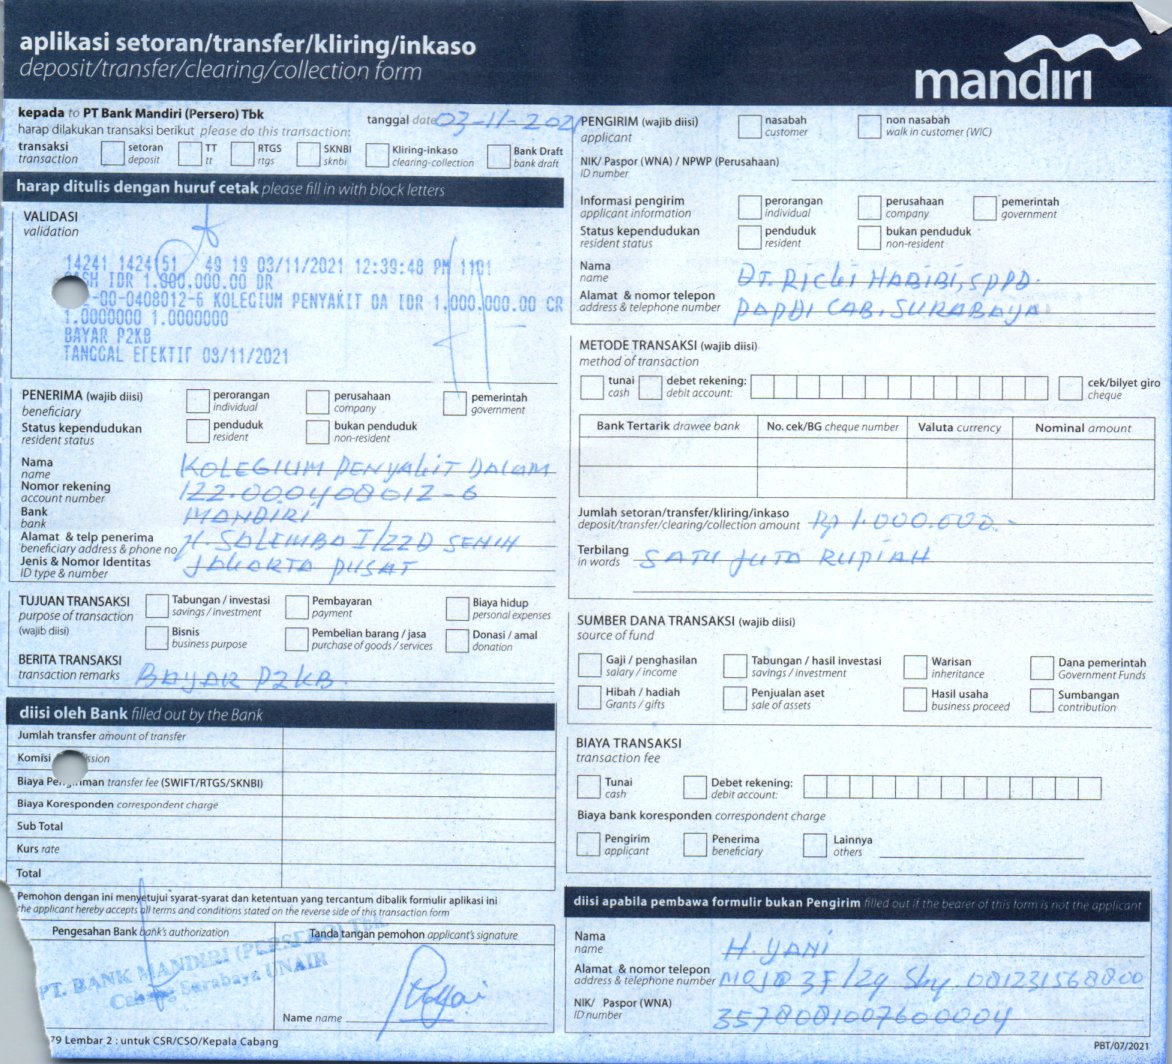 aplikasi setoran/transfer/kliring/inkaso
deposit/transfer/clearing/collection form
mandiri
kepada to PT Bank Mandiri (Persero) Tbk
harap dilakukan transaksi berikut please do this transaction:
tanggal date 03-11-2021
transaksi
transaction
setoran
deposit
TT
tt
RTGS
rtgs
SKNBI
sknbi
Kliring-inkaso
clearing-collection
Bank Draft
bank draft
harap ditulis dengan huruf cetak please fill in with block letters
VALIDASI
validation
14241 1424151 49 19 03/11/2021 12:39:48 PM 1101
CASH IDR 1.000.000.00 DR
-00-0408012-6 KOLEGIUM PENYAKIT DA IDR 1.000.000.00 CR
1.0000000 1.0000000
BAYAR P2KB
TANGGAL EFEKTIF 03/11/2021
PENERIMA (wajib diisi)
beneficiary
perorangan
individual
perusahaan
company
pemerintah
government
Status kependudukan
resident status
penduduk
resident
bukan penduduk
non-resident
Nama
name
KOLEGIUM PENYAKIT DALAM
Nomor rekening
account number
122.000408012-6
Bank
bank
MANDIRI
Alamat & telp penerima
beneficiary address & phone no
Jl. SALEMBA I/22D SENIN
Jenis & Nomor Identitas
ID type & number
JAKARTA PUSAT
TUJUAN TRANSAKSI
purpose of transaction
(wajib diisi)
Tabungan / investasi
savings / investment
Pembayaran
payment
Biaya hidup
personal expenses
Bisnis
business purpose
Pembelian barang / jasa
purchase of goods / services
Donasi / amal
donation
BERITA TRANSAKSI
transaction remarks
BAYAR P2KB
diisi oleh Bank filled out by the Bank
Jumlah transfer amount of transfer
Komisi ssion
Biaya Pengiriman transfer fee (SWIFT/RTGS/SKNBI)
Biaya Koresponden correspondent charge
Sub Total
Kurs rate
Total
Pemohon dengan ini menyetujui syarat-syarat dan ketentuan yang tercantum dibalik formulir aplikasi ini
the applicant hereby accepts all terms and conditions stated on the reverse side of this transaction form
Pengesahan Bank bank's authorization
Tanda tangan pemohon applicant's signature
PT. BANK MANDIRI (PERSERO) Tbk
Cabang Surabaya UNAIR
Name name
79 Lembar 2 : untuk CSR/CSO/Kepala Cabang
PENGIRIM (wajib diisi)
applicant
nasabah
customer
non nasabah
walk in customer (WIC)
NIK/ Paspor (WNA) / NPWP (Perusahaan)
ID number
Informasi pengirim
applicant information
perorangan
individual
perusahaan
company
pemerintah
government
Status kependudukan
resident status
penduduk
resident
bukan penduduk
non-resident
Nama
name
DT. RICKI HABIBI, SPPD.
Alamat & nomor telepon
address & telephone number
PAPDI CAB. SURABAYA
METODE TRANSAKSI (wajib diisi)
method of transaction
tunai
cash
debet rekening:
debit account:
cek/bilyet giro
cheque
Bank Tertarik drawee bank
No. cek/BG cheque number
Valuta currency
Nominal amount
Jumlah setoran/transfer/kliring/inkaso
deposit/transfer/clearing/collection amount
Rp 1.000.000.-
Terbilang
in words
SATU JUTA RUPIAH
SUMBER DANA TRANSAKSI (wajib diisi)
source of fund
Gaji / penghasilan
salary / income
Tabungan / hasil investasi
savings / investment
Warisan
inheritance
Dana pemerintah
Government Funds
Hibah / hadiah
Grants / gifts
Penjualan aset
sale of assets
Hasil usaha
business proceed
Sumbangan
contribution
BIAYA TRANSAKSI
transaction fee
Tunai
cash
Debet rekening:
debit account:
Biaya bank koresponden correspondent charge
Pengirim
applicant
Penerima
beneficiary
Lainnya
others
diisi apabila pembawa formulir bukan Pengirim filled out if the bearer of this form is not the applicant
Nama
name
H. YANI
Alamat & nomor telepon
address & telephone number
MOJO 3F/29 Sby. 081231568800
NIK/ Paspor (WNA)
ID number
3578081007600004
PBT/07/2021